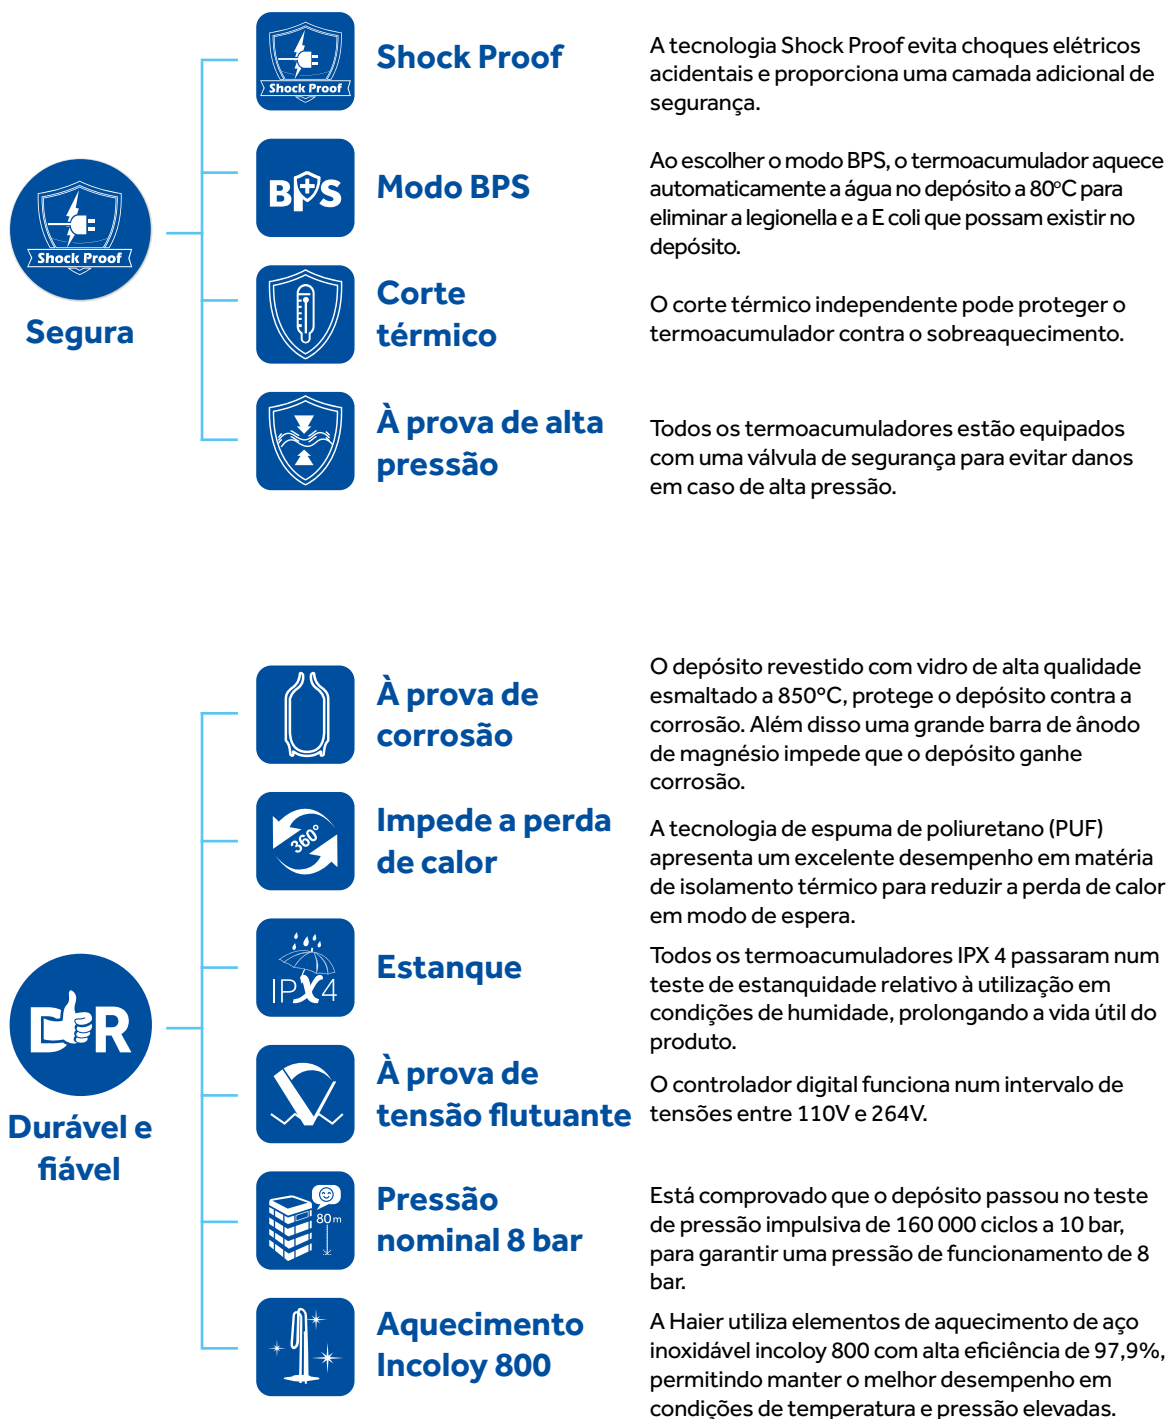 Shock Proof
Shock Proof
A tecnologia Shock Proof evita choques elétricos
acidentais e proporciona uma camada adicional de
segurança.
BPS
Modo BPS
Ao escolher o modo BPS, o termoacumulador aquece
automaticamente a água no depósito a 80ºC para
eliminar a legionella e a E coli que possam existir no
depósito.
Shock Proof
Segura
Corte
térmico
O corte térmico independente pode proteger o
termoacumulador contra o sobreaquecimento.
À prova de alta
pressão
Todos os termoacumuladores estão equipados
com uma válvula de segurança para evitar danos
em caso de alta pressão.
À prova de
corrosão
O depósito revestido com vidro de alta qualidade
esmaltado a 850ºC, protege o depósito contra a
corrosão. Além disso uma grande barra de ânodo
de magnésio impede que o depósito ganhe
corrosão.
360°
Impede a perda
de calor
A tecnologia de espuma de poliuretano (PUF)
apresenta um excelente desempenho em matéria
de isolamento térmico para reduzir a perda de calor
em modo de espera.
IPX4
Estanque
Todos os termoacumuladores IPX 4 passaram num
teste de estanquidade relativo à utilização em
condições de humidade, prolongando a vida útil do
produto.
D&R
Durável e
fiável
À prova de
tensão flutuante
O controlador digital funciona num intervalo de
tensões entre 110V e 264V.
80m
Pressão
nominal 8 bar
Está comprovado que o depósito passou no teste
de pressão impulsiva de 160 000 ciclos a 10 bar,
para garantir uma pressão de funcionamento de 8
bar.
Aquecimento
Incoloy 800
A Haier utiliza elementos de aquecimento de aço
inoxidável incoloy 800 com alta eficiência de 97,9%,
permitindo manter o melhor desempenho em
condições de temperatura e pressão elevadas.